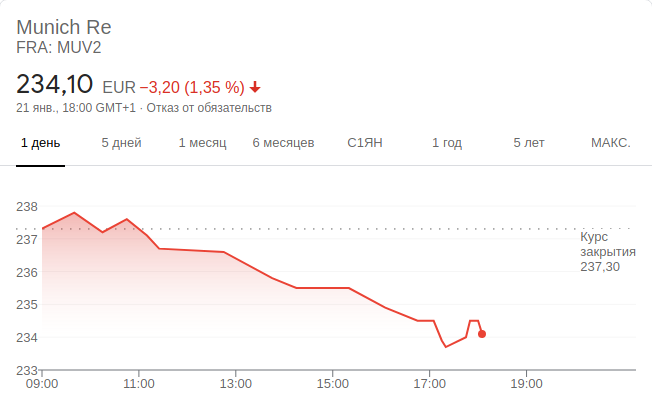 Munich Re
FRA: MUV2
234,10 EUR −3,20 (1,35 %)
21 янв., 18:00 GMT+1 · Отказ от обязательств
1 день 5 дней 1 месяц 6 месяцев С1ЯН 1 год 5 лет МАКС.
238
237
236
235
234
233
Курс
закрытия
237,30
09:00 11:00 13:00 15:00 17:00 19:00